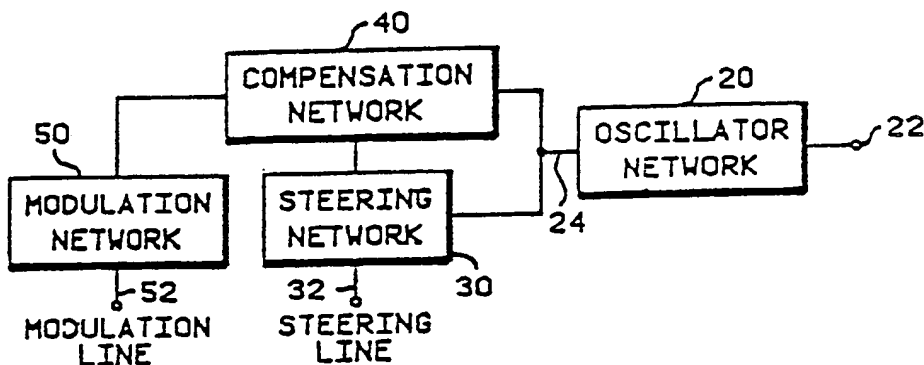 40
COMPENSATION
NETWORK
20
OSCILLATOR
NETWORK
22
24
50
MODULATION
NETWORK
STEERING
NETWORK
30
52
32
MODULATION
LINE
STEERING
LINE